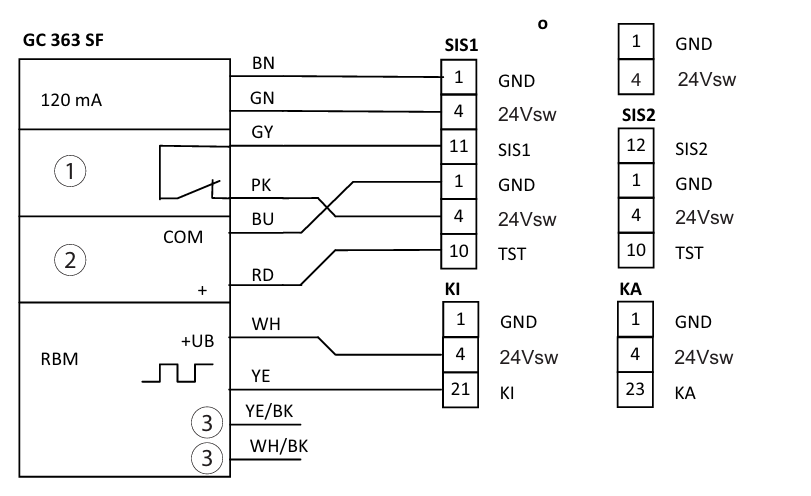 GC 363 SF
120 mA
1
2
COM
+
+UB
RBM
3
3
BN
GN
GY
PK
BU
RD
WH
YE
YE/BK
WH/BK
SIS1
1 GND
4 24Vsw
11 SIS1
1 GND
4 24Vsw
10 TST
KI
1 GND
4 24Vsw
21 KI
o
1 GND
4 24Vsw
SIS2
12 SIS2
1 GND
4 24Vsw
10 TST
KA
1 GND
4 24Vsw
23 KA